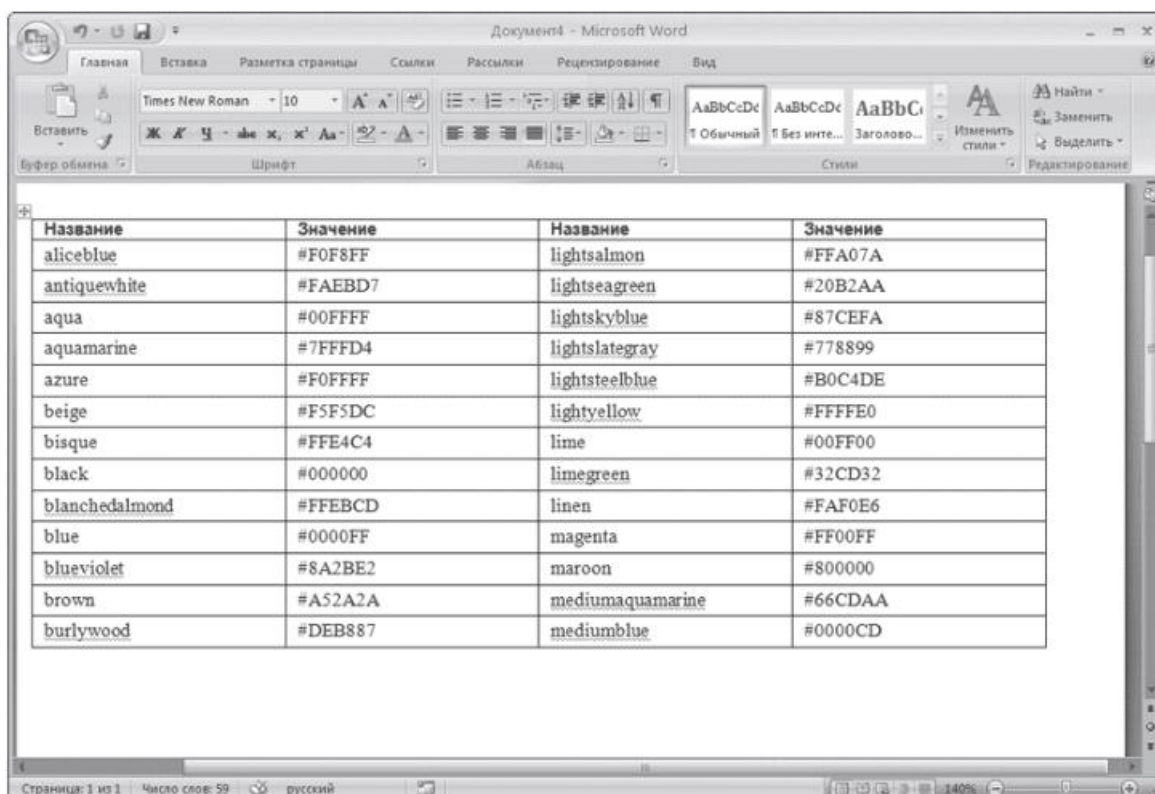 Документ4 - Microsoft Word
Главная Вставка Разметка страницы Ссылки Рассылки Рецензирование Вид
Times New Roman 10
AaBbCcDc AaBbCcDc AaBbC
Найти
Заменить
Выделить
Вставить
¶ Обычный ¶ Без инте... Заголово...
Изменить стили
Ж К Ч abc x₂ x² Aa
Буфер обмена Шрифт Абзац Стили Редактирование
Название Значение Название Значение
aliceblue #F0F8FF lightsalmon #FFA07A
antiquewhite #FAEBD7 lightseagreen #20B2AA
aqua #00FFFF lightskyblue #87CEFA
aquamarine #7FFFD4 lightslategray #778899
azure #F0FFFF lightsteelblue #B0C4DE
beige #F5F5DC lightyellow #FFFFE0
bisque #FFE4C4 lime #00FF00
black #000000 limegreen #32CD32
blanchedalmond #FFEBCD linen #FAF0E6
blue #0000FF magenta #FF00FF
blueviolet #8A2BE2 maroon #800000
brown #A52A2A mediumaquamarine #66CDAA
burlywood #DEB887 mediumblue #0000CD
Страница: 1 из 1 Число слов: 59 русский 140%